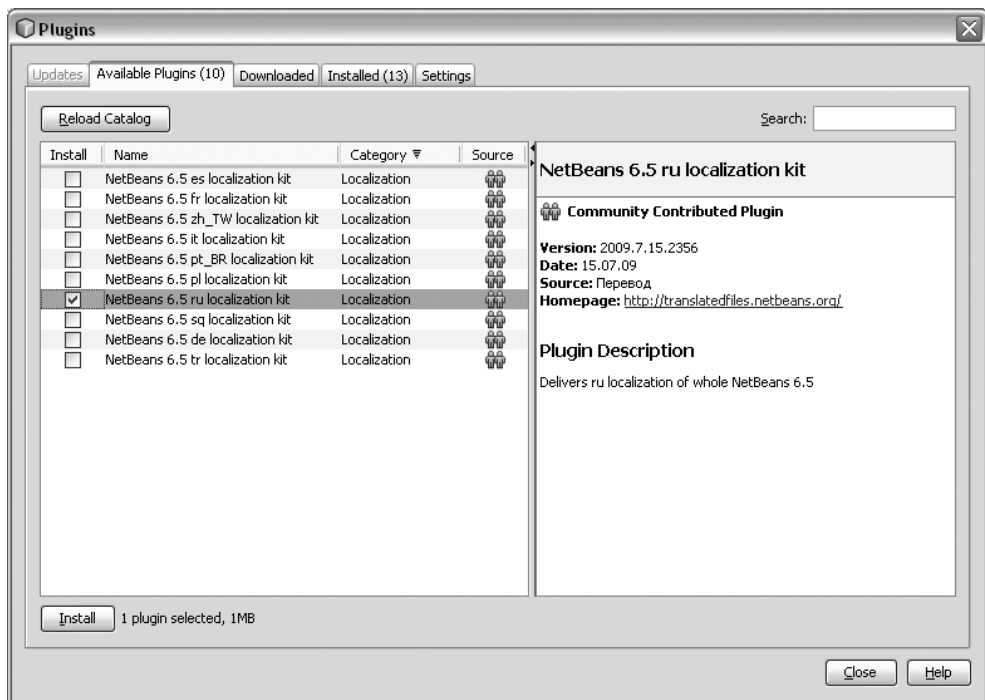 Plugins
Updates Available Plugins (10) Downloaded Installed (13) Settings
Reload Catalog Search:
Install Name Category Source
NetBeans 6.5 es localization kit Localization
NetBeans 6.5 fr localization kit Localization
NetBeans 6.5 zh_TW localization kit Localization
NetBeans 6.5 it localization kit Localization
NetBeans 6.5 pt_BR localization kit Localization
NetBeans 6.5 pl localization kit Localization
NetBeans 6.5 ru localization kit Localization
NetBeans 6.5 sq localization kit Localization
NetBeans 6.5 de localization kit Localization
NetBeans 6.5 tr localization kit Localization
NetBeans 6.5 ru localization kit
Community Contributed Plugin
Version: 2009.7.15.2356
Date: 15.07.09
Source: Перевод
Homepage: http://translatedfiles.netbeans.org/
Plugin Description
Delivers ru localization of whole NetBeans 6.5
Install 1 plugin selected, 1MB
Close Help